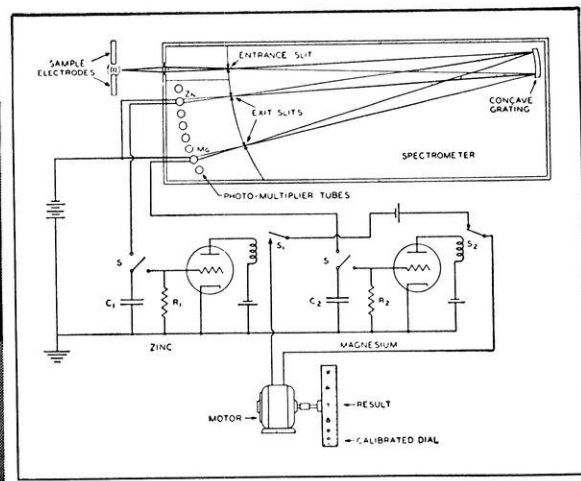 SAMPLE
ELECTRODES
ENTRANCE SLIT
ZN
EXIT SLITS
CONCAVE
GRATING
MG
SPECTROMETER
PHOTO-MULTIPLIER TUBES
S
S₁
S
S₂
C₁
R₁
C₂
R₂
ZINC
MAGNESIUM
MOTOR
RESULT
CALIBRATED DIAL